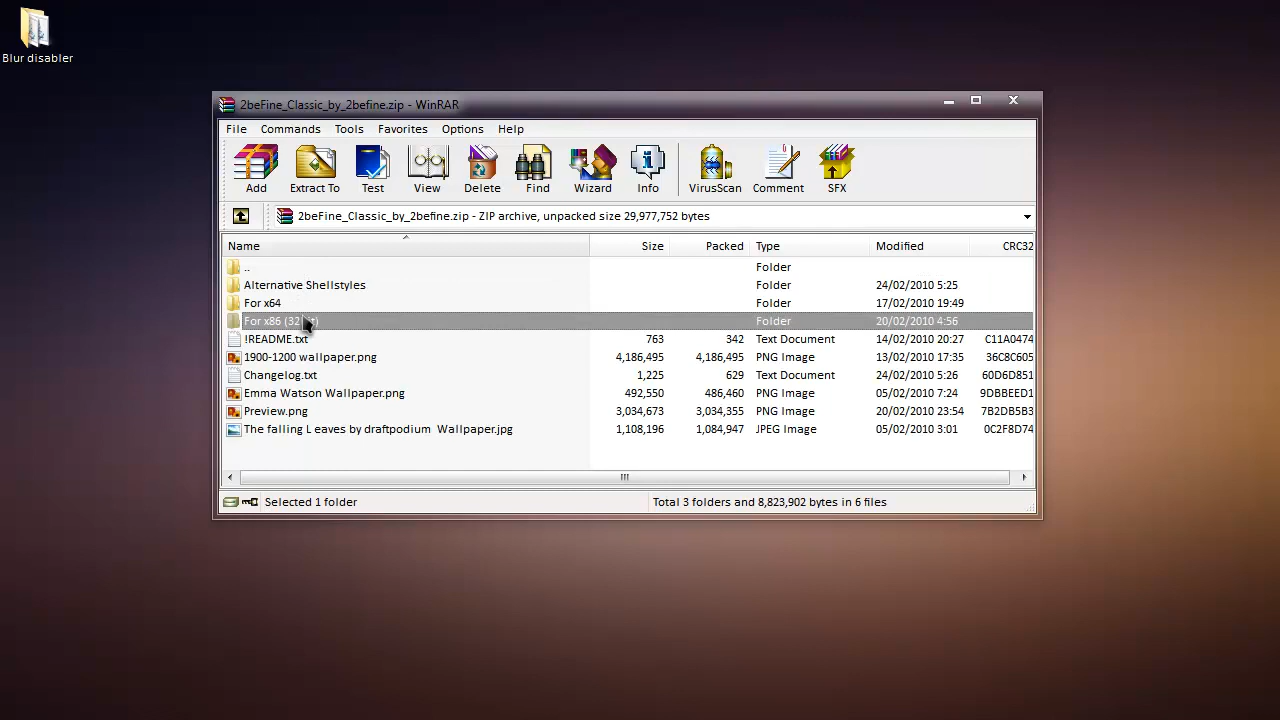 Blur disabler
2beFine_Classic_by_2befine.zip - WinRAR
File Commands Tools Favorites Options Help
Add Extract To Test View Delete Find Wizard Info VirusScan Comment SFX
2beFine_Classic_by_2befine.zip - ZIP archive, unpacked size 29,977,752 bytes
Name Size Packed Type Modified CRC32
.. Folder
Alternative Shellstyles Folder 24/02/2010 5:25
For x64 Folder 17/02/2010 19:49
For x86 Folder 20/02/2010 4:56
!README.txt 763 342 Text Document 14/02/2010 20:27 C11A0474
1900-1200 wallpaper.png 4,186,495 4,186,495 PNG Image 13/02/2010 17:35 36C8C605
Changelog.txt 1,225 629 Text Document 24/02/2010 5:26 60D6D851
Emma Watson Wallpaper.png 492,550 486,460 PNG Image 05/02/2010 7:24 9DBBEED1
Preview.png 3,034,673 3,034,355 PNG Image 20/02/2010 23:54 7B2DB5B3
The falling L eaves by draftpodium Wallpaper.jpg 1,108,196 1,084,947 JPEG Image 05/02/2010 3:01 0C2F8D74
Selected 1 folder Total 3 folders and 8,823,902 bytes in 6 files